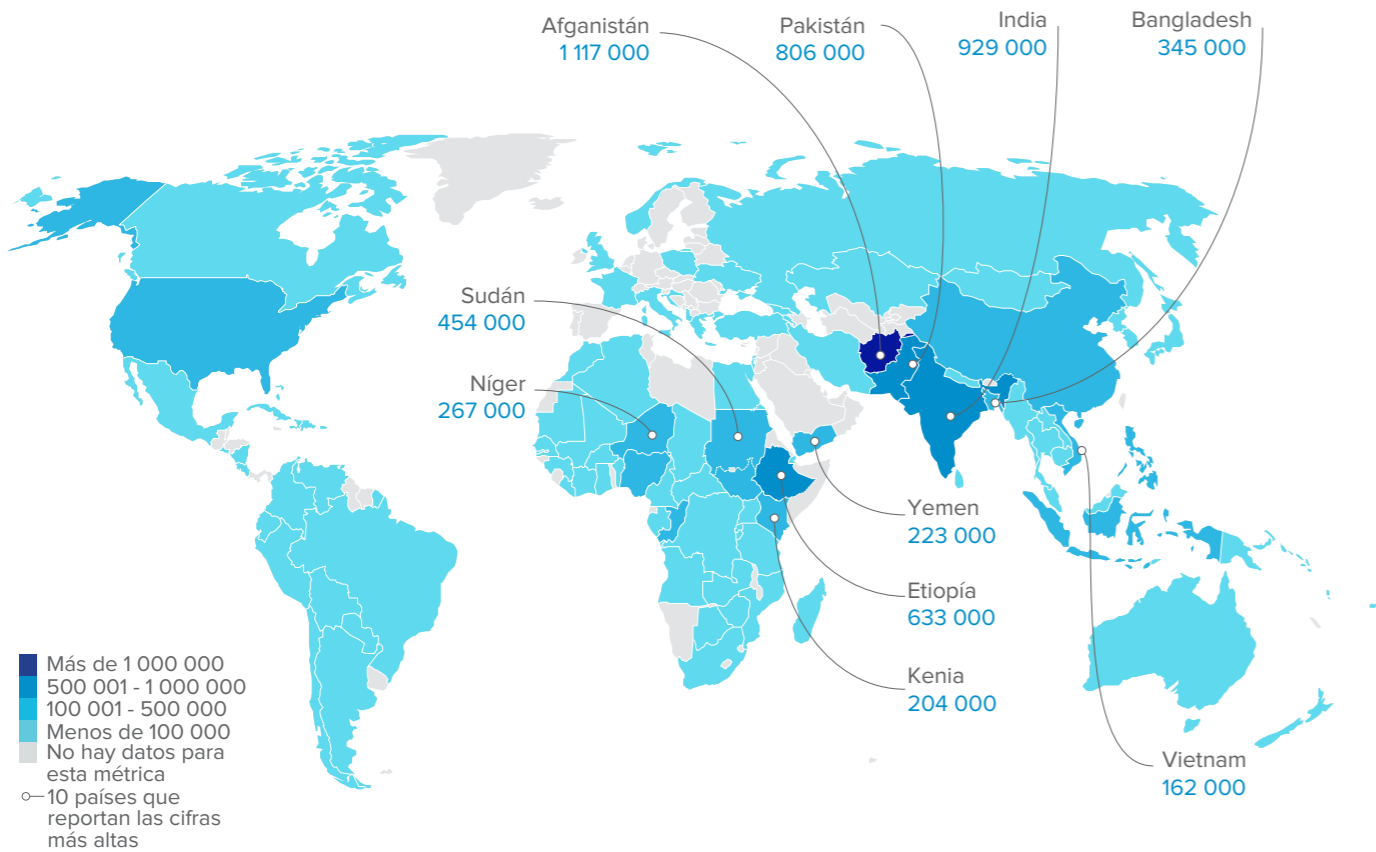 Afganistán
1 117 000
Pakistán
806 000
India
929 000
Bangladesh
345 000
Sudán
454 000
Níger
267 000
Yemen
223 000
Etiopía
633 000
Kenia
204 000
Vietnam
162 000
Más de 1 000 000
500 001 - 1 000 000
100 001 - 500 000
Menos de 100 000
No hay datos para
esta métrica
10 países que
reportan las cifras
más altas